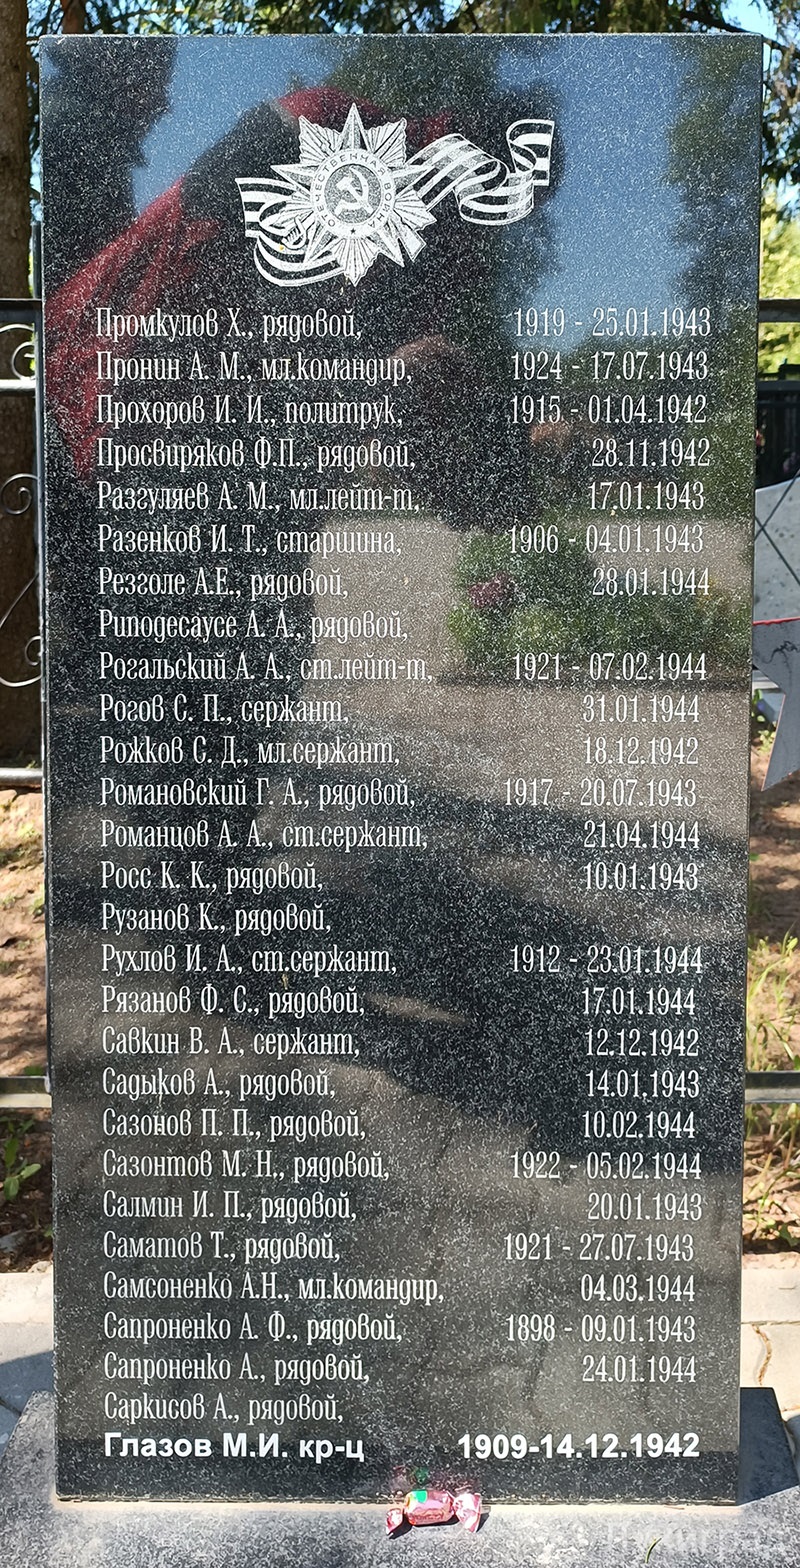 ОТЕЧЕСТВЕННАЯ ВОЙНА
Промкулов Х., рядовой, 1919 - 25.01.1943
Пронин А. М., мл.командир, 1924 - 17.07.1943
Прохоров И. И., политрук, 1915 - 01.04.1942
Просвиряков Ф.П., рядовой, 28.11.1942
Разгуляев А. М., мл.лейт-т, 17.01.1943
Разенков И. Т., старшина, 1906 - 04.01.1943
Резголе А.Е., рядовой, 28.01.1944
Риподесаусе А. А., рядовой,
Рогальский А. А., ст.лейт-т, 1921 - 07.02.1944
Рогов С. П., сержант, 31.01.1944
Рожков С. Д., мл.сержант, 18.12.1942
Романовский Г. А., рядовой, 1917 - 20.07.1943
Романцов А. А., ст.сержант, 21.04.1944
Росс К. К., рядовой, 10.01.1943
Рузанов К., рядовой,
Рухлов И. А., ст.сержант, 1912 - 23.01.1944
Рязанов Ф. С., рядовой, 17.01.1944
Савкин В. А., сержант, 12.12.1942
Садыков А., рядовой, 14.01.1943
Сазонов П. П., рядовой, 10.02.1944
Сазонтов М. Н., рядовой, 1922 - 05.02.1944
Салмин И. П., рядовой, 20.01.1943
Саматов Т., рядовой, 1921 - 27.07.1943
Самсоненко А.Н., мл.командир, 04.03.1944
Сапроненко А. Ф., рядовой, 1898 - 09.01.1943
Сапроненко А., рядовой, 24.01.1944
Саркисов А., рядовой,
Глазов М.И. кр-ц 1909-14.12.1942